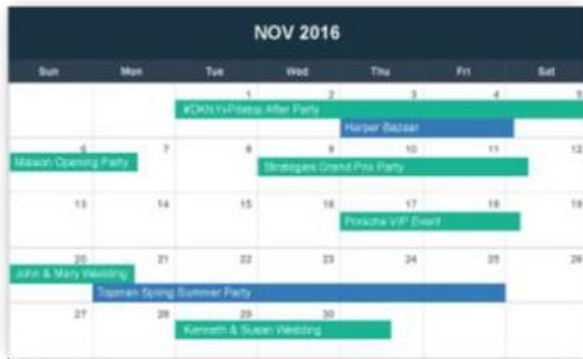 NOV 2016
Sun Mon Tue Wed Thu Fri Sat
1 2 3 4 5
After Party
Harper Bazaar
6 7 8 9 10 11 12
Maison Opening Party
Strategies Grand Prix Party
13 14 15 16 17 18 19
Porsche VIP Event
20 21 22 23 24 25 26
John & Mary Wedding
Topman Spring Summer Party
27 28 29 30
Kenneth & Susan Wedding